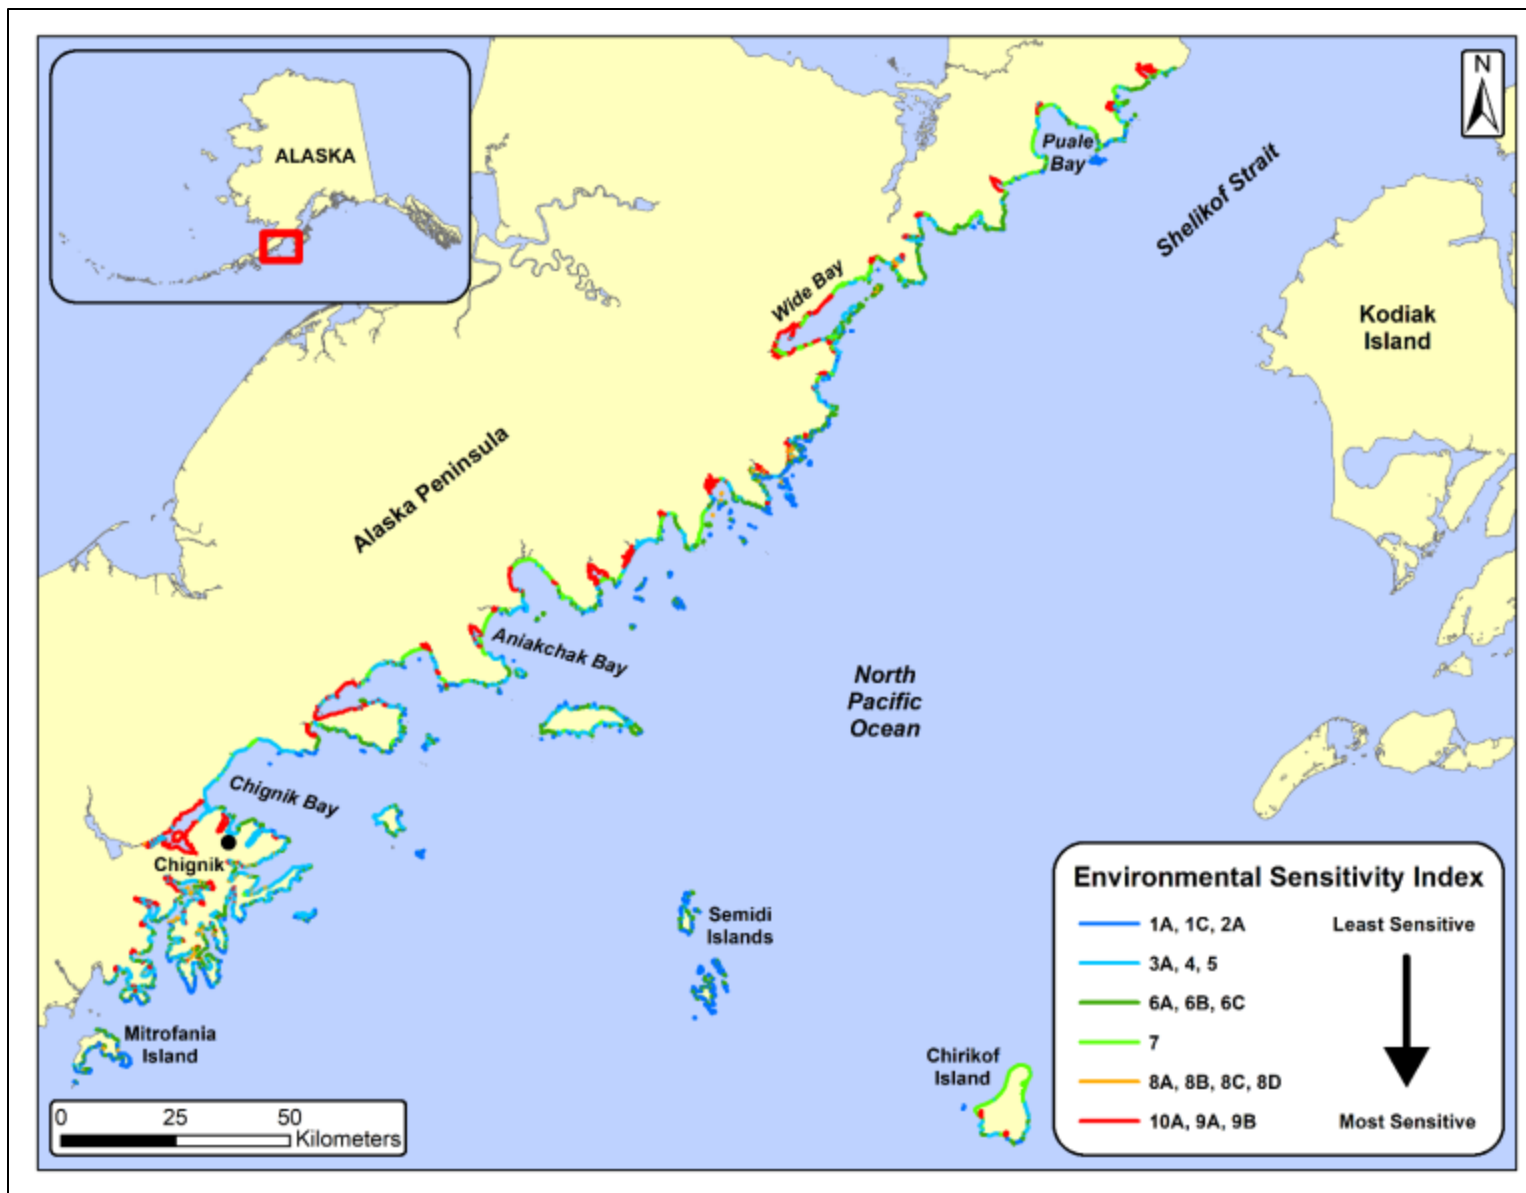 N
ALASKA
Puale
Bay
Shelikof Strait
Wide Bay
Kodiak
Island
Alaska Peninsula
Aniakchak Bay
North
Pacific
Ocean
Chignik Bay
Chignik
Semidi
Islands
Mitrofania
Island
Chirikof
Island
0 25 50
Kilometers
Environmental Sensitivity Index
1A, 1C, 2A Least Sensitive
3A, 4, 5
6A, 6B, 6C
7
8A, 8B, 8C, 8D
10A, 9A, 9B Most Sensitive